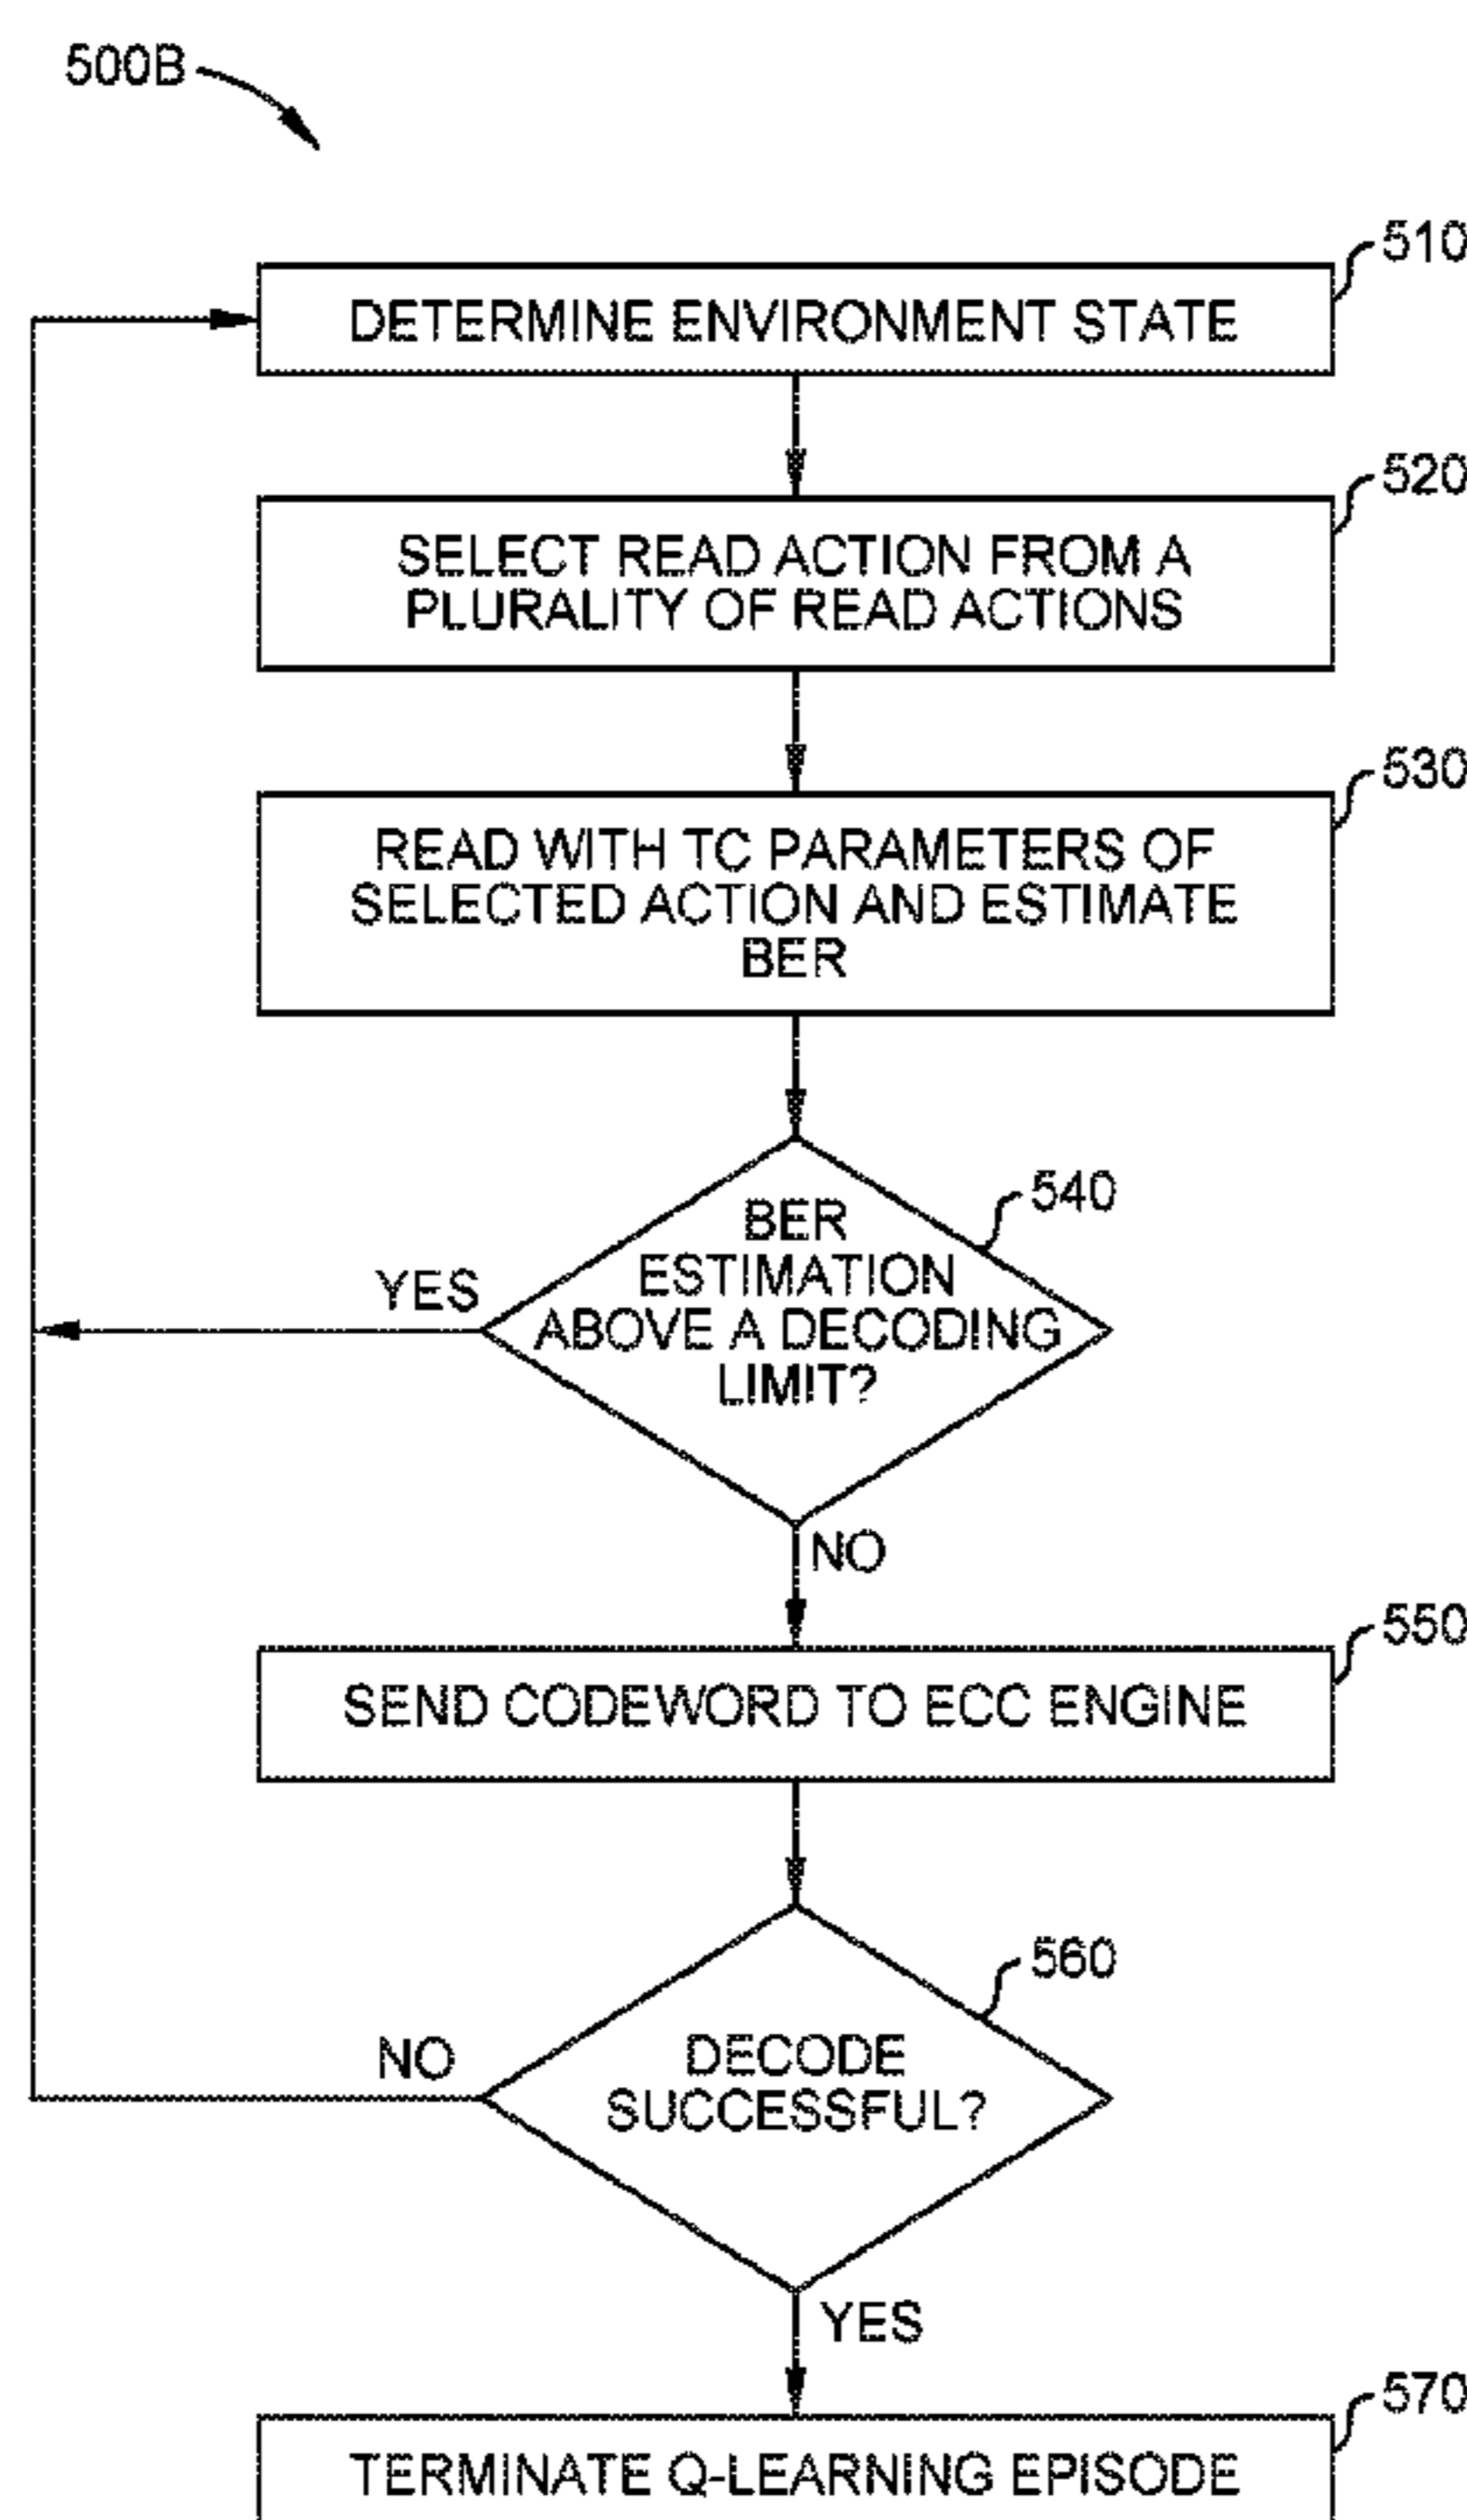 500B
510
DETERMINE ENVIRONMENT STATE
520
SELECT READ ACTION FROM A
PLURALITY OF READ ACTIONS
530
READ WITH TC PARAMETERS OF
SELECTED ACTION AND ESTIMATE
BER
540
BER
ESTIMATION
ABOVE A DECODING
LIMIT?
YES
NO
550
SEND CODEWORD TO ECC ENGINE
560
DECODE
SUCCESSFUL?
NO
YES
570
TERMINATE Q-LEARNING EPISODE